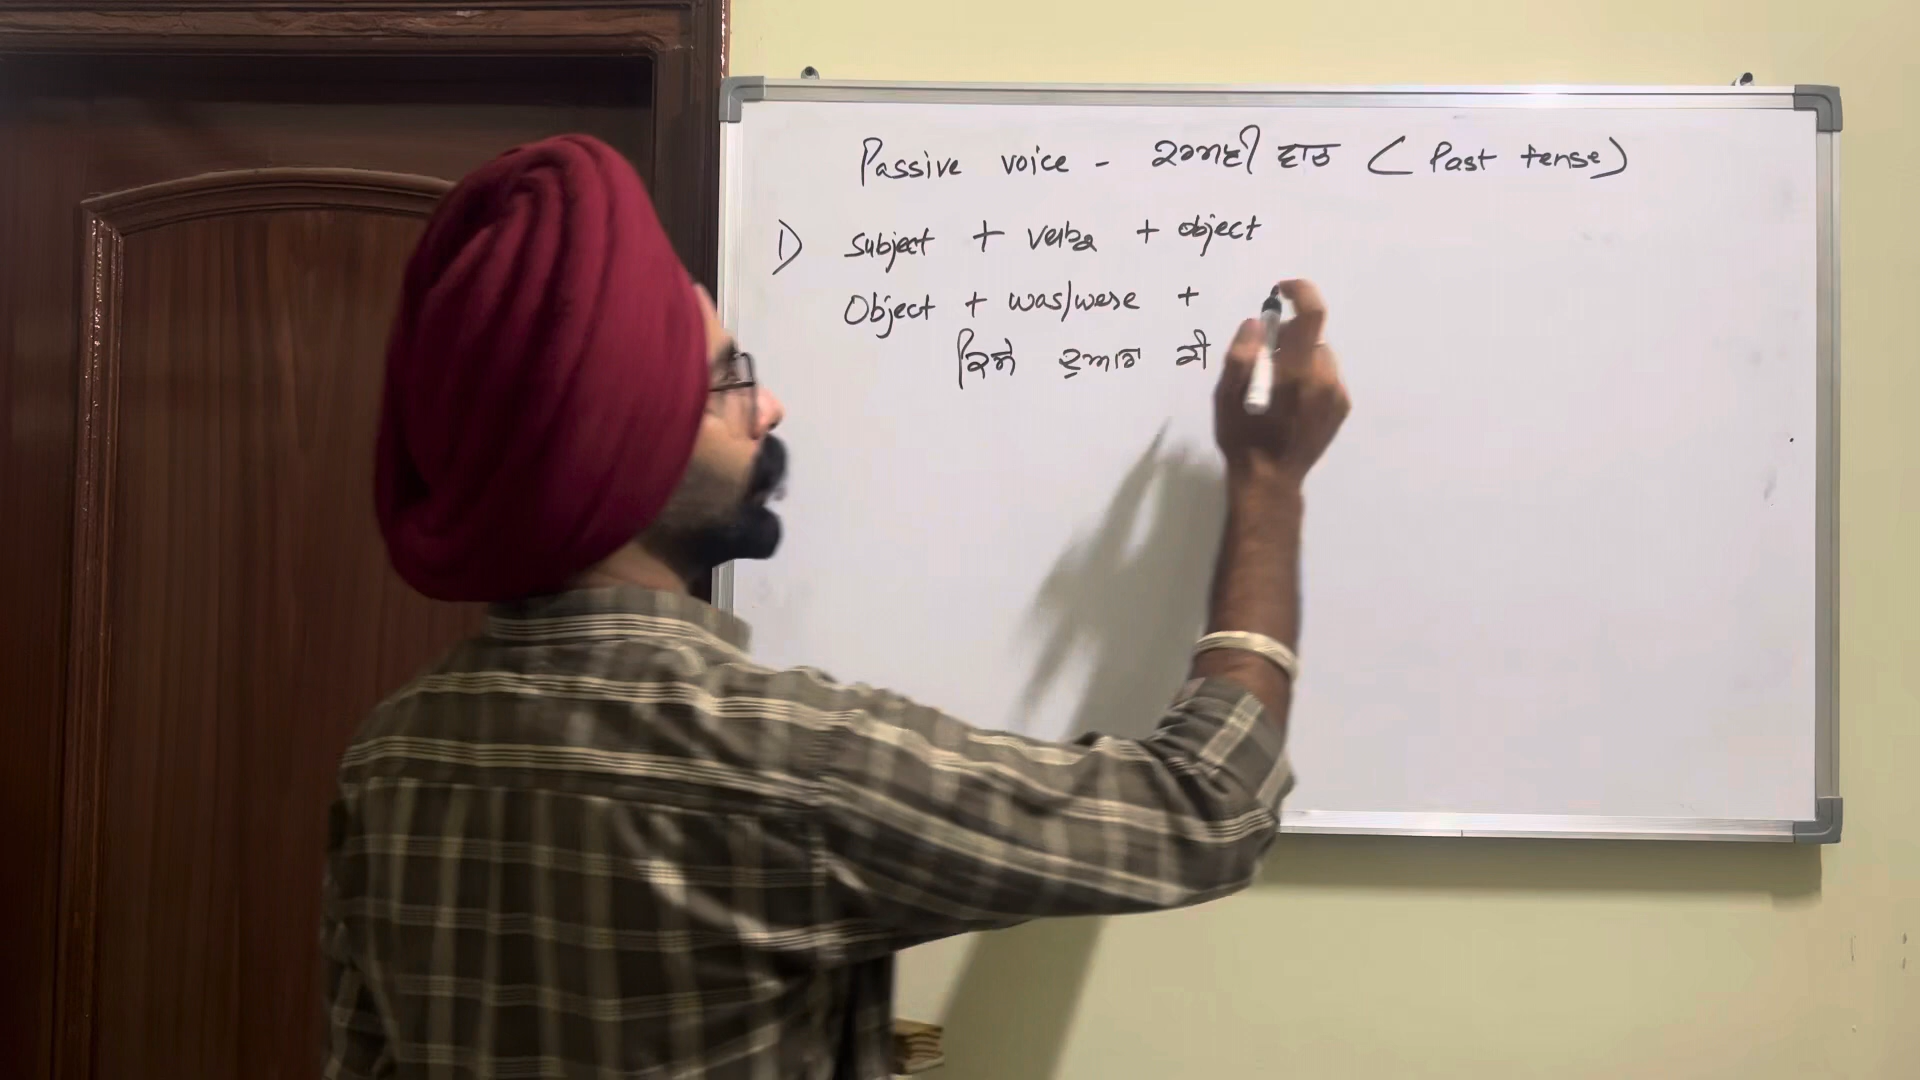 Passive voice - ਕਰਮਣੀ ਵਾਚ (Past tense)
1) Subject + verb2 + object
Object + was/were +
ਕਿਸੇ ਦੁਆਰਾ ਕੀ